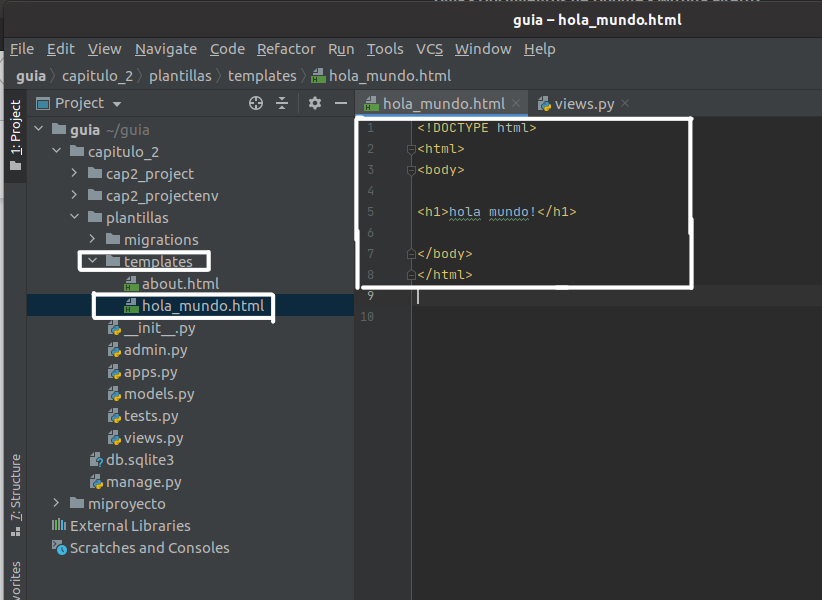 guia – hola_mundo.html
File Edit View Navigate Code Refactor Run Tools VCS Window Help
guia capitulo_2 plantillas templates hola_mundo.html
1: Project
Project
hola_mundo.html
views.py
guia ~/guia
capitulo_2
cap2_project
cap2_projectenv
plantillas
migrations
templates
about.html
hola_mundo.html
__init__.py
admin.py
apps.py
models.py
tests.py
views.py
db.sqlite3
manage.py
miproyecto
External Libraries
Scratches and Consoles
1 <!DOCTYPE html>
2 <html>
3 <body>
4
5 <h1>hola mundo!</h1>
6
7 </body>
8 </html>
9
10
7: Structure